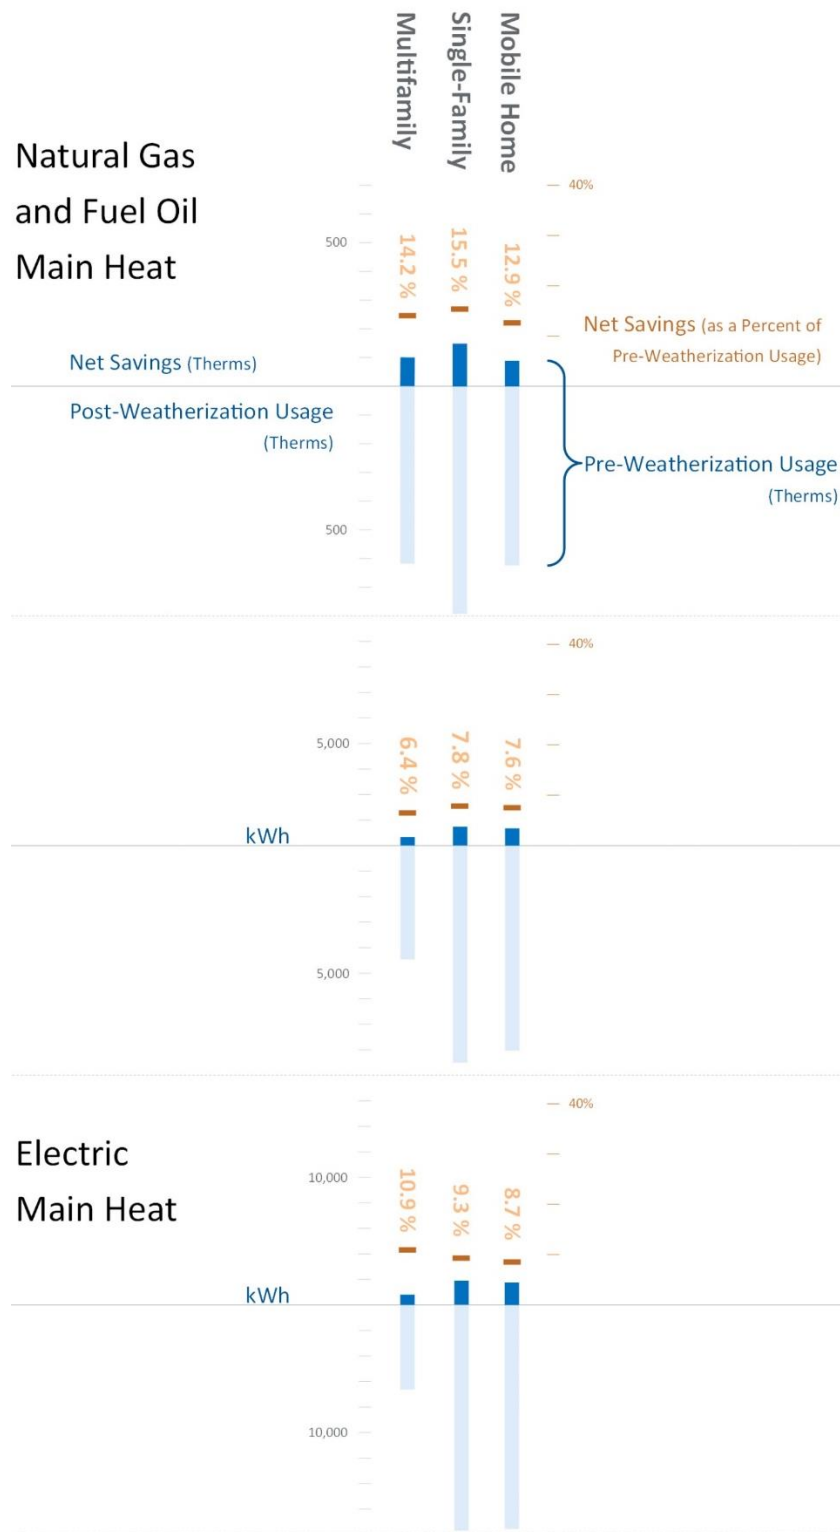 Multifamily
Single-Family
Mobile Home
Natural Gas
and Fuel Oil
Main Heat
40%
500
14.2 %
15.5 %
12.9 %
Net Savings (as a Percent of
Pre-Weatherization Usage)
Net Savings (Therms)
Post-Weatherization Usage
(Therms)
Pre-Weatherization Usage
(Therms)
500
40%
5,000
6.4 %
7.8 %
7.6 %
kWh
5,000
40%
Electric
Main Heat
10,000
10.9 %
9.3 %
8.7 %
kWh
10,000